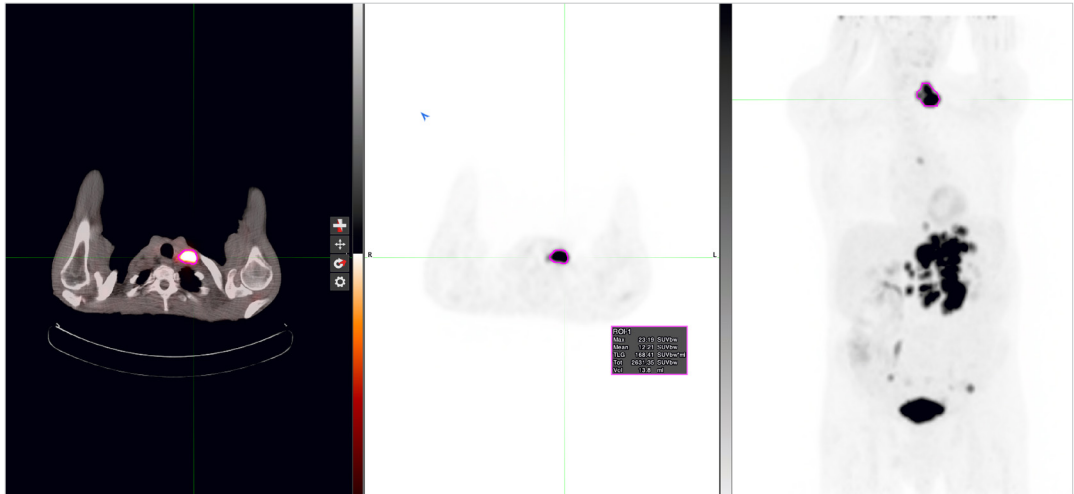 R
L
ROI-1
Max 23.19 SUVbw
Mean 12.21 SUVbw
TLG 168.41 SUVbw*ml
Tot 2631.36 SUVbw
Vol 13.8 ml